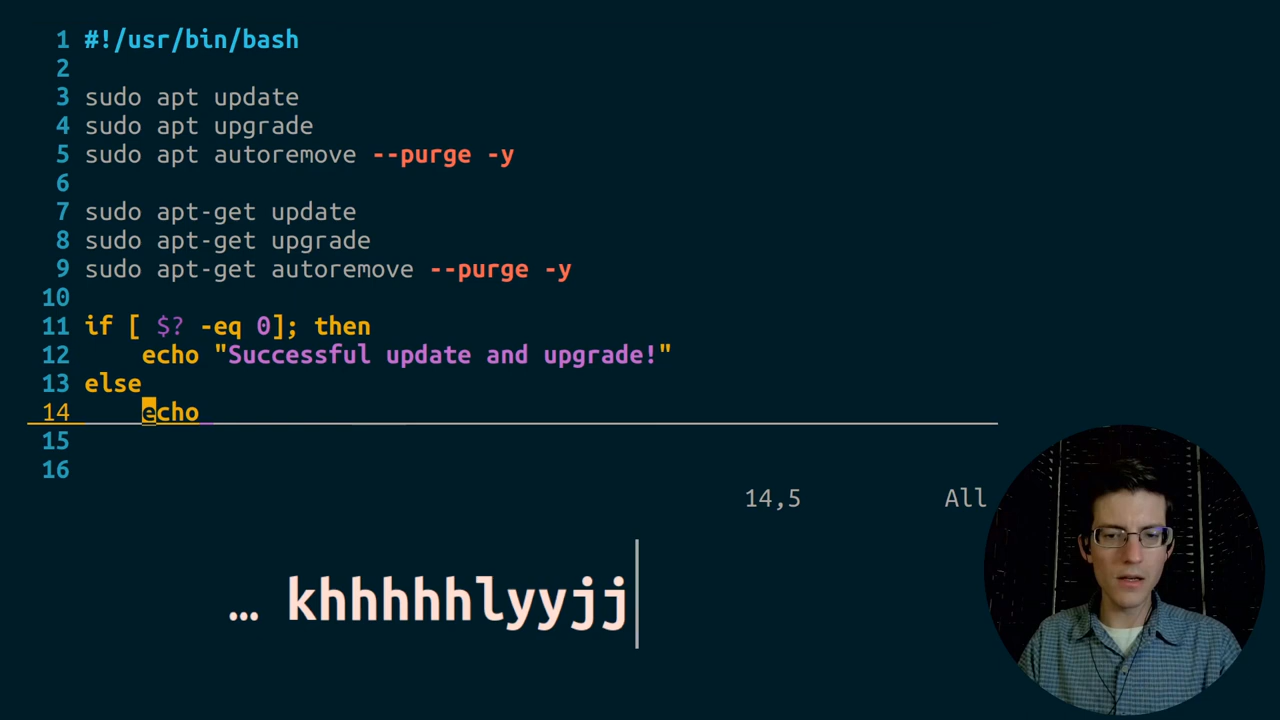 1 #!/usr/bin/bash
2
3 sudo apt update
4 sudo apt upgrade
5 sudo apt autoremove --purge -y
6
7 sudo apt-get update
8 sudo apt-get upgrade
9 sudo apt-get autoremove --purge -y
10
11 if [ $? -eq 0]; then
12     echo "Successful update and upgrade!"
13 else
14     echo
15
16
14,5 All
… khhhhhhlyyjj